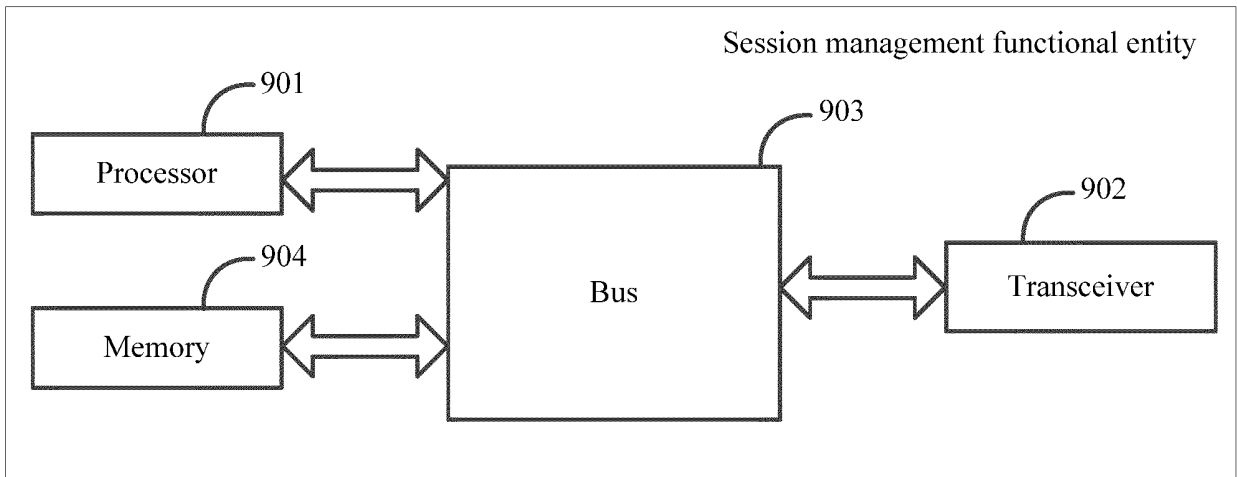 Session management functional entity
901
903
Processor
902
904
Bus
Transceiver
Memory